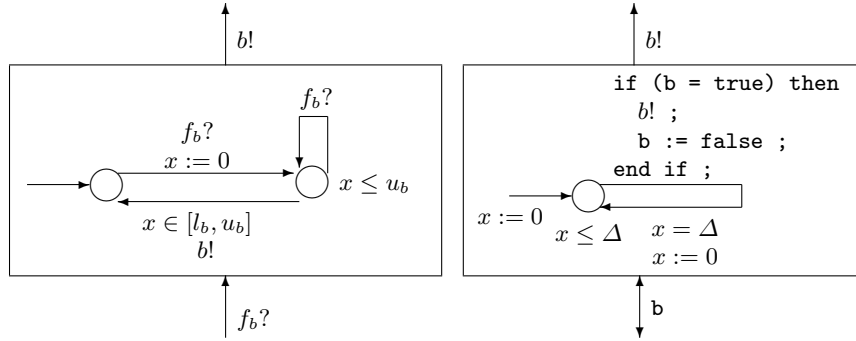 b!
f_b?
x := 0
f_b?
x ≤ u_b
x ∈ [l_b, u_b]
b!
f_b?
b!
if (b = true) then
b! ;
b := false ;
end if ;
x := 0
x ≤ Δ
x = Δ
x := 0
b